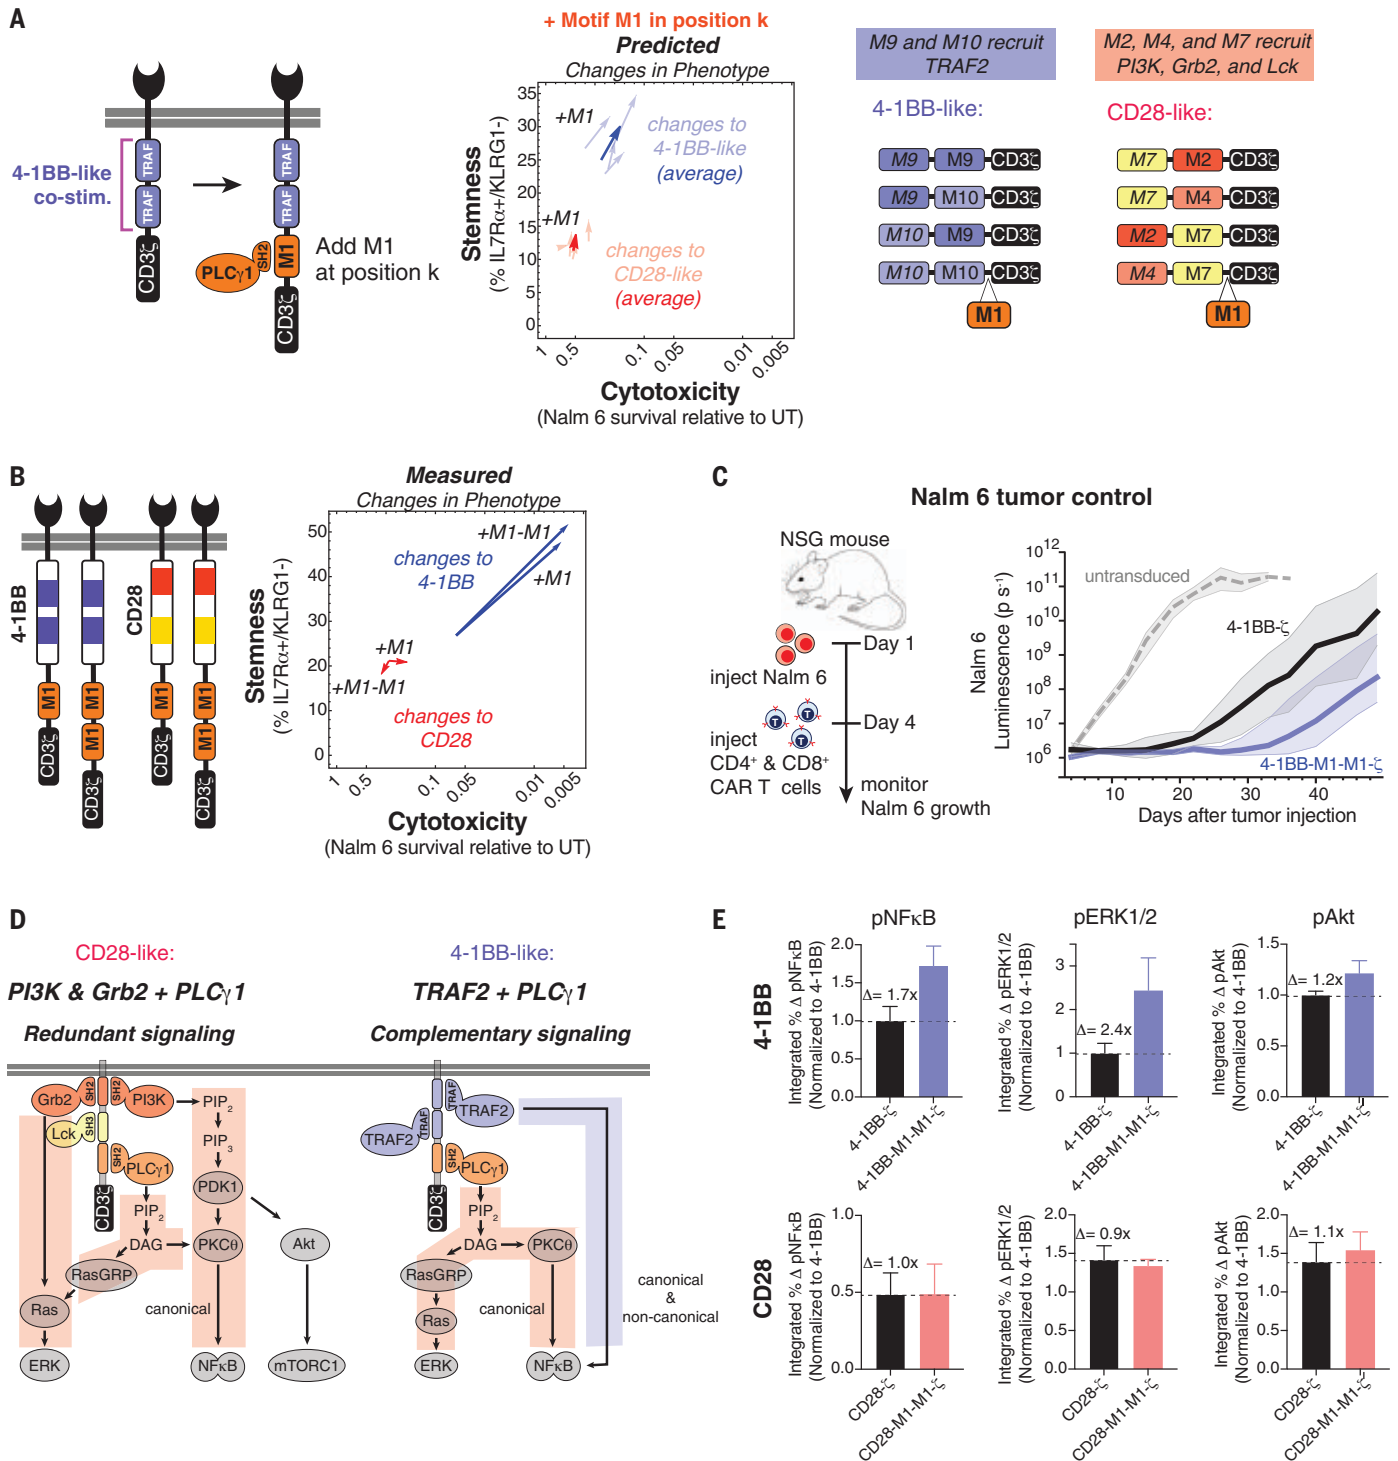 A
4-1BB-like
co-stim.
TRAF
TRAF
CD3ζ
TRAF
TRAF
M1
SH2
PLCγ1
CD3ζ
Add M1
at position k
+ Motif M1 in position k
Predicted
Changes in Phenotype
Stemness
(% IL7Rα+/KLRG1-)
35
30
25
20
15
10
5
0
+M1
changes to
4-1BB-like
(average)
+M1
changes to
CD28-like
(average)
1
0.5
0.1
0.05
0.01
0.005
Cytotoxicity
(Nalm 6 survival relative to UT)
M9 and M10 recruit
TRAF2
4-1BB-like:
M9 M9 CD3ζ
M9 M10 CD3ζ
M10 M9 CD3ζ
M10 M10 CD3ζ
M1
M2, M4, and M7 recruit
PI3K, Grb2, and Lck
CD28-like:
M7 M2 CD3ζ
M7 M4 CD3ζ
M2 M7 CD3ζ
M4 M7 CD3ζ
M1
B
4-1BB
CD28
M1
CD3ζ
M1
M1
CD3ζ
M1
CD3ζ
M1
M1
CD3ζ
Measured
Changes in Phenotype
Stemness
(% IL7Rα+/KLRG1-)
50
40
30
20
10
0
+M1-M1
changes to
4-1BB
+M1
+M1
+M1-M1
changes to
CD28
1
0.5
0.1
0.05
0.01
0.005
Cytotoxicity
(Nalm 6 survival relative to UT)
C
Nalm 6 tumor control
NSG mouse
Day 1
inject Nalm 6
Day 4
T
T
T
inject
CD4⁺ & CD8⁺
CAR T cells
monitor
Nalm 6 growth
Nalm 6
Luminescence (p s⁻¹)
10¹²
10¹¹
10¹⁰
10⁹
10⁸
10⁷
10⁶
untransduced
4-1BB-ζ
4-1BB-M1-M1-ζ
10 20 30 40
Days after tumor injection
D
CD28-like:
PI3K & Grb2 + PLCγ1
Redundant signaling
Grb2
SH2
SH2
PI3K
Lck
SH3
SH2
PLCγ1
CD3ζ
PIP₂
PIP₃
PDK1
PIP₂
DAG
PKCθ
Akt
RasGRP
Ras
canonical
ERK
NFκB
mTORC1
4-1BB-like:
TRAF2 + PLCγ1
Complementary signaling
TRAF
TRAF2
TRAF2
TRAF
SH2
PLCγ1
CD3ζ
PIP₂
DAG
PKCθ
RasGRP
Ras
canonical
canonical
&
non-canonical
ERK
NFκB
E
4-1BB
pNFκB
Integrated % Δ pNFκB
(Normalized to 4-1BB)
2.0
1.5
1.0
0.5
0.0
Δ= 1.7x
4-1BB-ζ
4-1BB-M1-M1-ζ
pERK1/2
Integrated % Δ pERK1/2
(Normalized to 4-1BB)
3
2
1
0
Δ= 2.4x
4-1BB-ζ
4-1BB-M1-M1-ζ
pAkt
Integrated % Δ pAkt
(Normalized to 4-1BB)
1.5
1.0
0.5
0.0
Δ= 1.2x
4-1BB-ζ
4-1BB-M1-M1-ζ
CD28
Integrated % Δ pNFκB
(Normalized to 4-1BB)
1.0
0.5
0.0
Δ= 1.0x
CD28-ζ
CD28-M1-M1-ζ
Integrated % Δ pERK1/2
(Normalized to 4-1BB)
2.0
1.5
1.0
0.5
0.0
Δ= 0.9x
CD28-ζ
CD28-M1-M1-ζ
Integrated % Δ pAkt
(Normalized to 4-1BB)
2.0
1.5
1.0
0.5
0.0
Δ= 1.1x
CD28-ζ
CD28-M1-M1-ζ